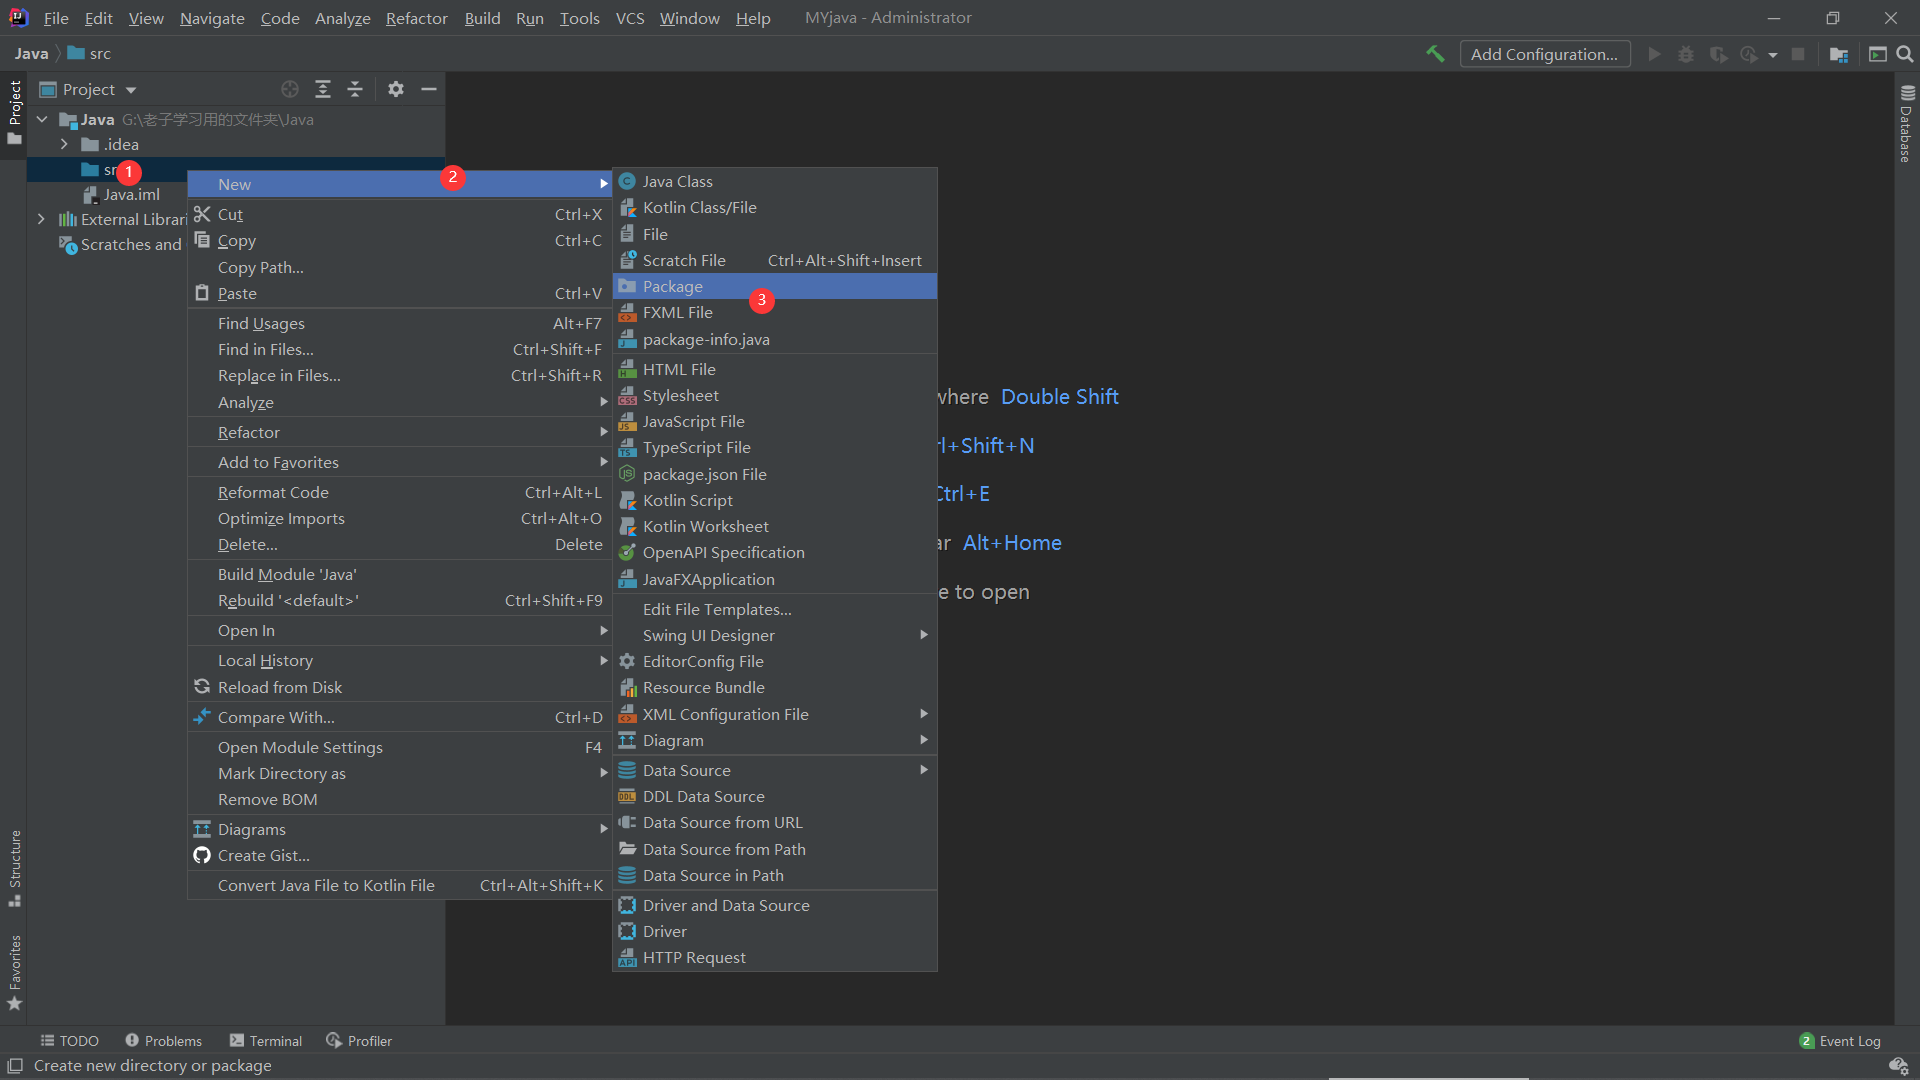 File Edit View Navigate Code Analyze Refactor Build Run Tools VCS Window Help MYjava - Administrator
Java src
Add Configuration...
Project
Project
Java G:\老子学习用的文件夹\Java
.idea
1
Java.iml
External Librari
Scratches and
New
2
Cut Ctrl+X
Copy Ctrl+C
Copy Path...
Paste Ctrl+V
Find Usages Alt+F7
Find in Files... Ctrl+Shift+F
Replace in Files... Ctrl+Shift+R
Analyze
Refactor
Add to Favorites
Reformat Code Ctrl+Alt+L
Optimize Imports Ctrl+Alt+O
Delete... Delete
Build Module 'Java'
Rebuild '<default>' Ctrl+Shift+F9
Open In
Local History
Reload from Disk
Compare With... Ctrl+D
Open Module Settings F4
Mark Directory as
Remove BOM
Diagrams
Create Gist...
Convert Java File to Kotlin File Ctrl+Alt+Shift+K
Java Class
Kotlin Class/File
File
Scratch File Ctrl+Alt+Shift+Insert
Package
3
FXML File
package-info.java
HTML File
Stylesheet
JavaScript File
TypeScript File
package.json File
Kotlin Script
Kotlin Worksheet
OpenAPI Specification
JavaFXApplication
Edit File Templates...
Swing UI Designer
EditorConfig File
Resource Bundle
XML Configuration File
Diagram
Data Source
DDL Data Source
Data Source from URL
Data Source from Path
Data Source in Path
Driver and Data Source
Driver
HTTP Request
where Double Shift
rl+Shift+N
Ctrl+E
ar Alt+Home
e to open
Database
Structure
Favorites
TODO Problems Terminal Profiler
2 Event Log
Create new directory or package